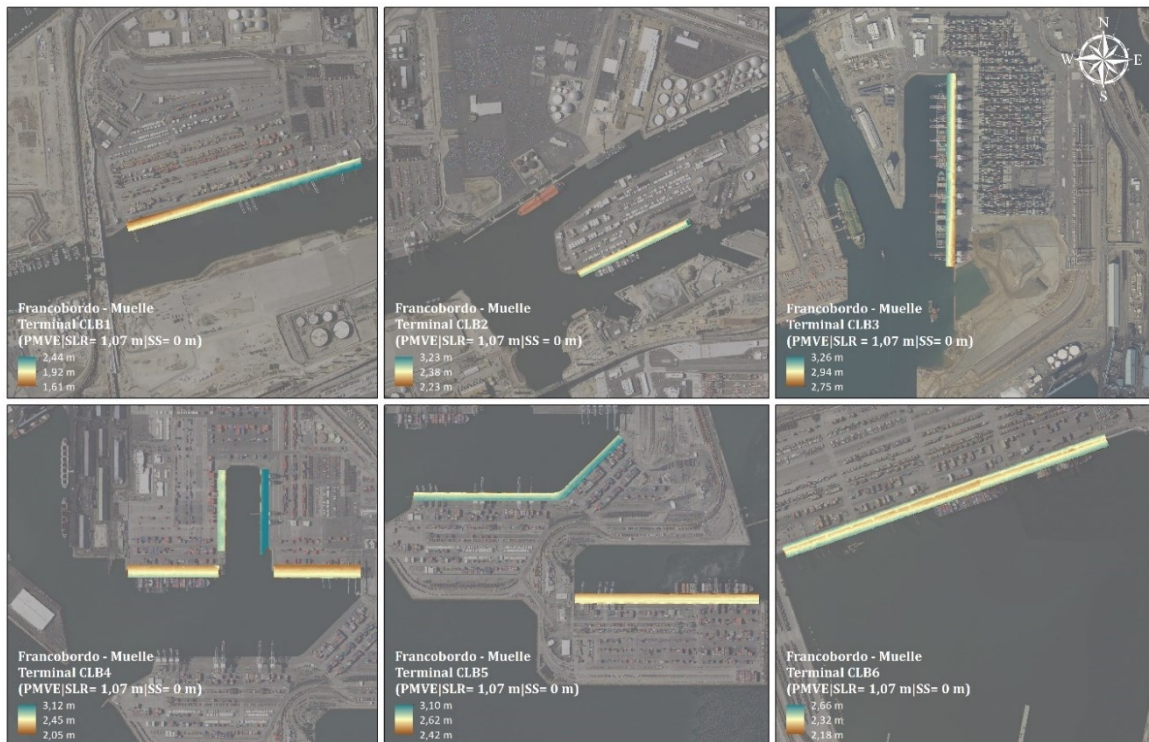 N
W E
S
Francobordo - Muelle
Terminal CLB1
(PMVE|SLR= 1,07 m|SS= 0 m)
2,44 m
1,92 m
1,61 m
Francobordo - Muelle
Terminal CLB2
(PMVE|SLR= 1,07 m|SS= 0 m)
3,23 m
2,38 m
2,23 m
Francobordo - Muelle
Terminal CLB3
(PMVE|SLR = 1,07 m|SS= 0 m)
3,26 m
2,94 m
2,75 m
Francobordo - Muelle
Terminal CLB4
(PMVE|SLR= 1,07 m|SS= 0 m)
3,12 m
2,45 m
2,05 m
Francobordo - Muelle
Terminal CLB5
(PMVE|SLR= 1,07 m|SS= 0 m)
3,10 m
2,62 m
2,42 m
Francobordo - Muelle
Terminal CLB6
(PMVE|SLR= 1,07 m|SS= 0 m)
2,66 m
2,32 m
2,18 m